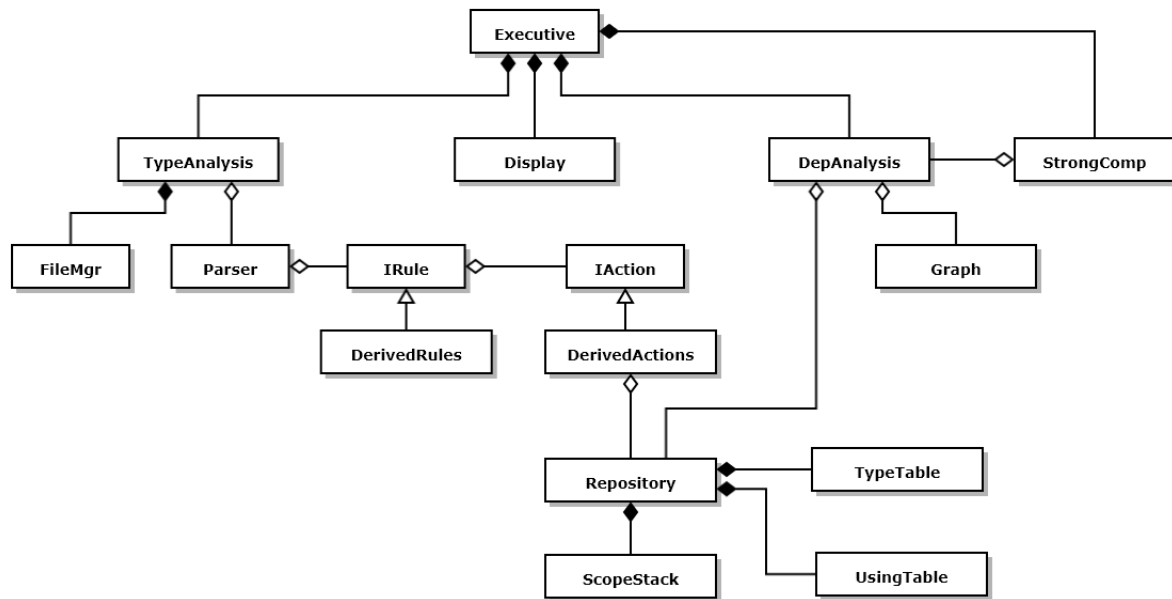 Executive
TypeAnalysis
Display
DepAnalysis
StrongComp
FileMgr
Parser
IRule
IAction
Graph
DerivedRules
DerivedActions
Repository
TypeTable
ScopeStack
UsingTable